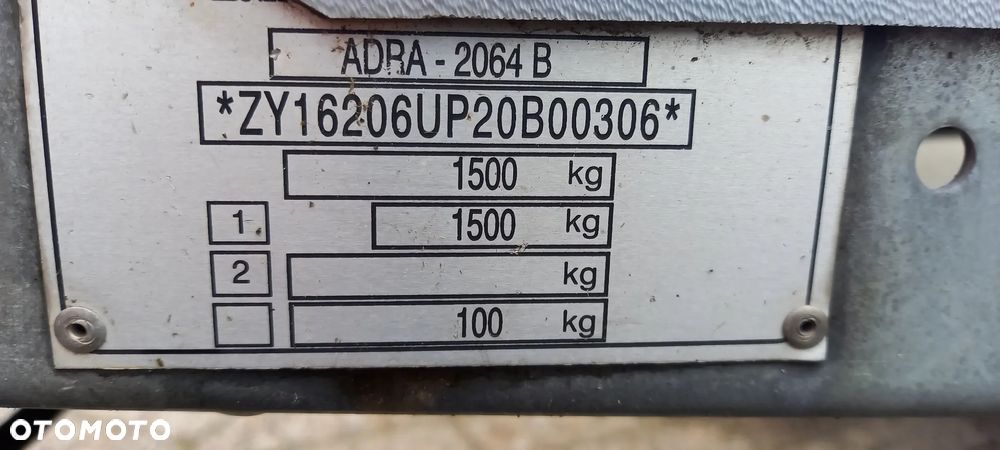 ADRA - 2064 B
*ZY16206UP20B00306*
1500 kg
1 1500 kg
2 kg
100 kg
OTOMOTO